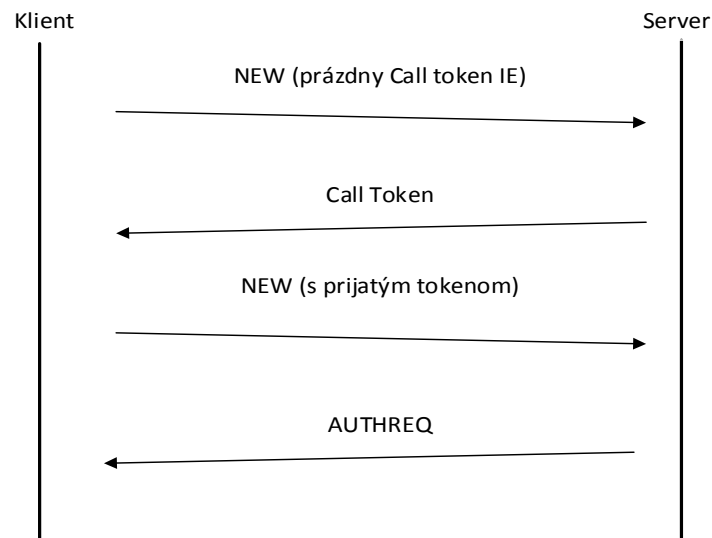 Klient
Server
NEW (prázdny Call token IE)
Call Token
NEW (s prijatým tokenom)
AUTHREQ